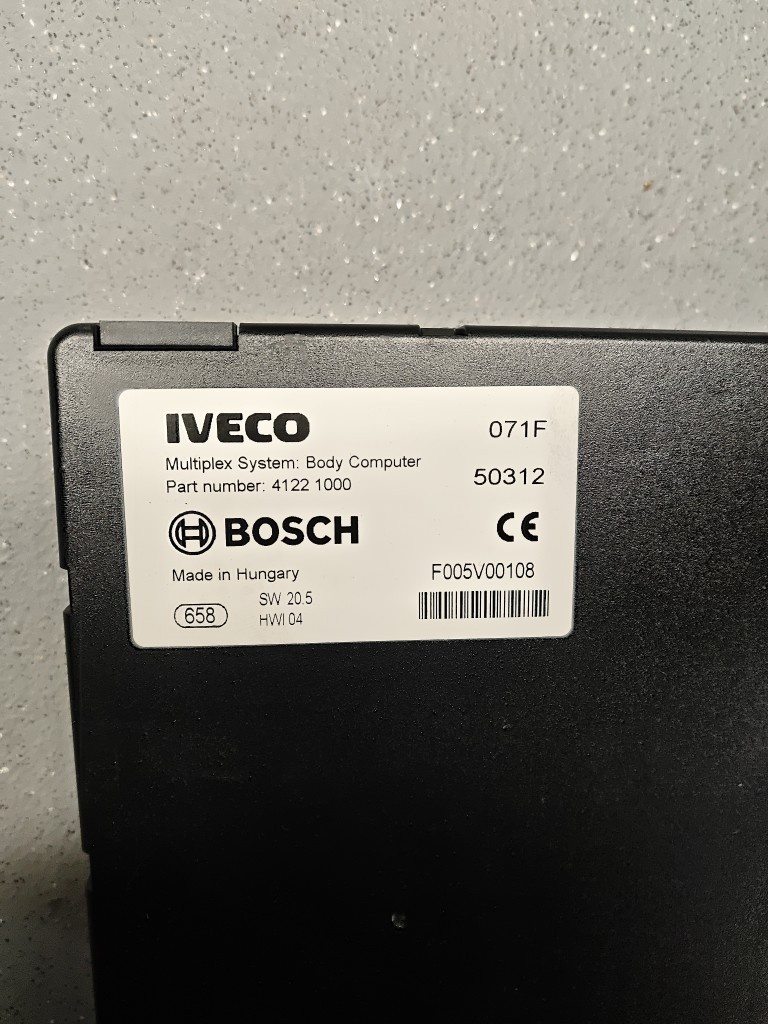 IVECO 071F
Multiplex System: Body Computer
Part number: 4122 1000 50312
BOSCH CE
Made in Hungary F005V00108
658 SW 20.5
HWI 04